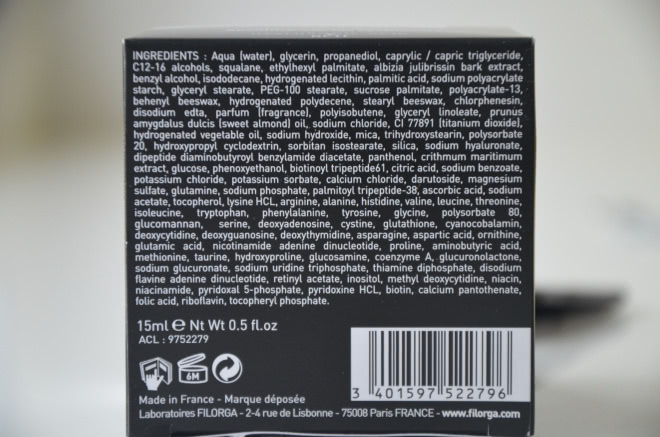 INGREDIENTS : Aqua (water), glycerin, propanediol, caprylic / capric triglyceride,
C12-16 alcohols, squalane, ethylhexyl palmitate, albizia julibrissin bark extract,
benzyl alcohol, isododecane, hydrogenated lecithin, palmitic acid, sodium polyacrylate
starch, glyceryl stearate, PEG-100 stearate, sucrose palmitate, polyacrylate-13,
behenyl beeswax, hydrogenated polydecene, stearyl beeswax, chlorphenesin,
disodium edta, parfum (fragrance), polyisobutene, glyceryl linoleate, prunus
amygdalus dulcis (sweet almond) oil, sodium chloride, CI 77891 (titanium dioxide),
hydrogenated vegetable oil, sodium hydroxide, mica, trihydroxystearin, polysorbate
20, hydroxypropyl cyclodextrin, sorbitan isostearate, silica, sodium hyaluronate,
dipeptide diaminobutyroyl benzylamide diacetate, panthenol, crithmum maritimum
extract, glucose, phenoxyethanol, biotinoyl tripeptide61, citric acid, sodium benzoate,
potassium chloride, potassium sorbate, calcium chloride, darutoside, magnesium
sulfate, glutamine, sodium phosphate, palmitoyl tripeptide-38, ascorbic acid, sodium
acetate, tocopherol, lysine HCL, arginine, alanine, histidine, valine, leucine, threonine,
isoleucine, tryptophan, phenylalanine, tyrosine, glycine, polysorbate 80,
glucomannan, serine, deoxyadenosine, cystine, glutathione, cyanocobalamin,
deoxycytidine, deoxyguanosine, deoxythymidine, asparagine, aspartic acid, ornithine,
glutamic acid, nicotinamide adenine dinucleotide, proline, aminobutyric acid,
methionine, taurine, hydroxyproline, glucosamine, coenzyme A, glucuronolactone,
sodium glucuronate, sodium uridine triphosphate, thiamine diphosphate, disodium
flavine adenine dinucleotide, retinyl acetate, inositol, methyl deoxycytidine, niacin,
niacinamide, pyridoxal 5-phosphate, pyridoxine HCL, biotin, calcium pantothenate,
folic acid, riboflavin, tocopheryl phosphate.
15ml e Nt Wt 0.5 fl.oz
ACL : 9752279
6M
3 401597 522796
Made in France - Marque déposée
Laboratoires FILORGA - 2-4 rue de Lisbonne - 75008 Paris FRANCE - www.filorga.com